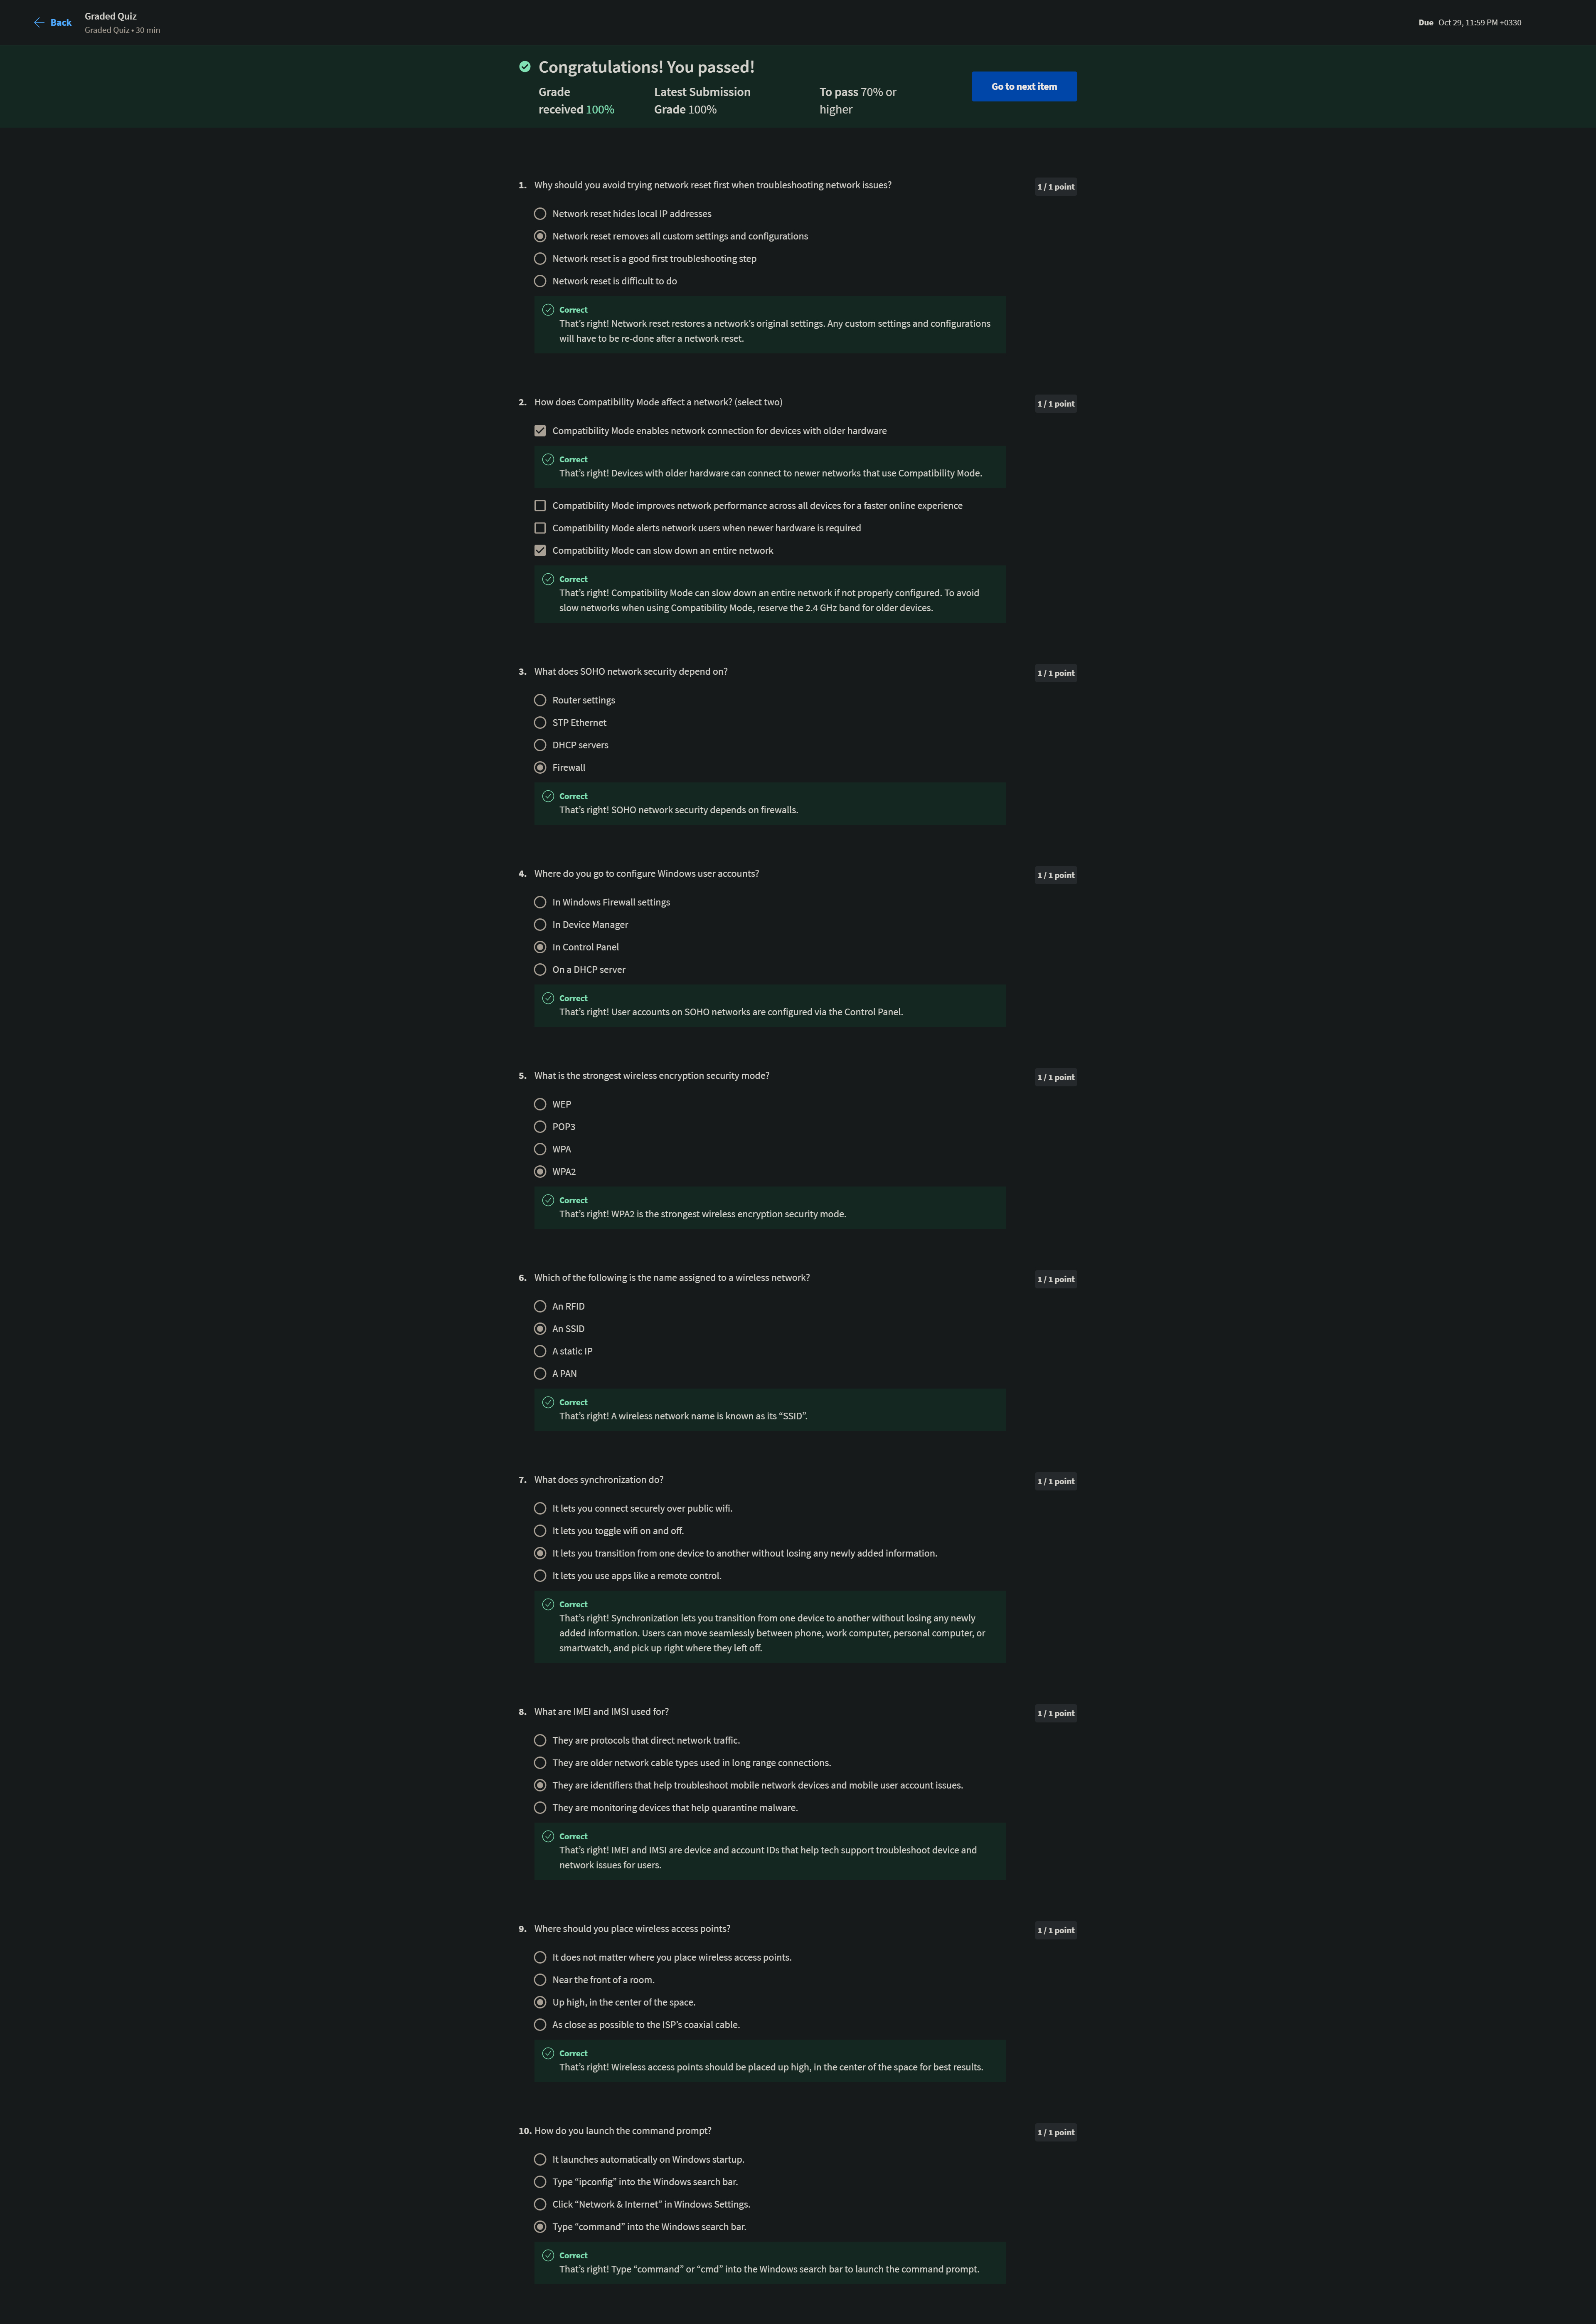 Back
Graded Quiz
Graded Quiz • 30 min
Due Oct 29, 11:59 PM +0330
Congratulations! You passed!
Grade
received 100%
Latest Submission
Grade 100%
To pass 70% or
higher
Go to next item
1. Why should you avoid trying network reset first when troubleshooting network issues?
1 / 1 point
Network reset hides local IP addresses
Network reset removes all custom settings and configurations
Network reset is a good first troubleshooting step
Network reset is difficult to do
Correct
That’s right! Network reset restores a network’s original settings. Any custom settings and configurations
will have to be re-done after a network reset.
2. How does Compatibility Mode affect a network? (select two)
1 / 1 point
Compatibility Mode enables network connection for devices with older hardware
Correct
That’s right! Devices with older hardware can connect to newer networks that use Compatibility Mode.
Compatibility Mode improves network performance across all devices for a faster online experience
Compatibility Mode alerts network users when newer hardware is required
Compatibility Mode can slow down an entire network
Correct
That’s right! Compatibility Mode can slow down an entire network if not properly configured. To avoid
slow networks when using Compatibility Mode, reserve the 2.4 GHz band for older devices.
3. What does SOHO network security depend on?
1 / 1 point
Router settings
STP Ethernet
DHCP servers
Firewall
Correct
That’s right! SOHO network security depends on firewalls.
4. Where do you go to configure Windows user accounts?
1 / 1 point
In Windows Firewall settings
In Device Manager
In Control Panel
On a DHCP server
Correct
That’s right! User accounts on SOHO networks are configured via the Control Panel.
5. What is the strongest wireless encryption security mode?
1 / 1 point
WEP
POP3
WPA
WPA2
Correct
That’s right! WPA2 is the strongest wireless encryption security mode.
6. Which of the following is the name assigned to a wireless network?
1 / 1 point
An RFID
An SSID
A static IP
A PAN
Correct
That’s right! A wireless network name is known as its “SSID”.
7. What does synchronization do?
1 / 1 point
It lets you connect securely over public wifi.
It lets you toggle wifi on and off.
It lets you transition from one device to another without losing any newly added information.
It lets you use apps like a remote control.
Correct
That’s right! Synchronization lets you transition from one device to another without losing any newly
added information. Users can move seamlessly between phone, work computer, personal computer, or
smartwatch, and pick up right where they left off.
8. What are IMEI and IMSI used for?
1 / 1 point
They are protocols that direct network traffic.
They are older network cable types used in long range connections.
They are identifiers that help troubleshoot mobile network devices and mobile user account issues.
They are monitoring devices that help quarantine malware.
Correct
That’s right! IMEI and IMSI are device and account IDs that help tech support troubleshoot device and
network issues for users.
9. Where should you place wireless access points?
1 / 1 point
It does not matter where you place wireless access points.
Near the front of a room.
Up high, in the center of the space.
As close as possible to the ISP’s coaxial cable.
Correct
That’s right! Wireless access points should be placed up high, in the center of the space for best results.
10. How do you launch the command prompt?
1 / 1 point
It launches automatically on Windows startup.
Type “ipconfig” into the Windows search bar.
Click “Network & Internet” in Windows Settings.
Type “command” into the Windows search bar.
Correct
That’s right! Type “command” or “cmd” into the Windows search bar to launch the command prompt.